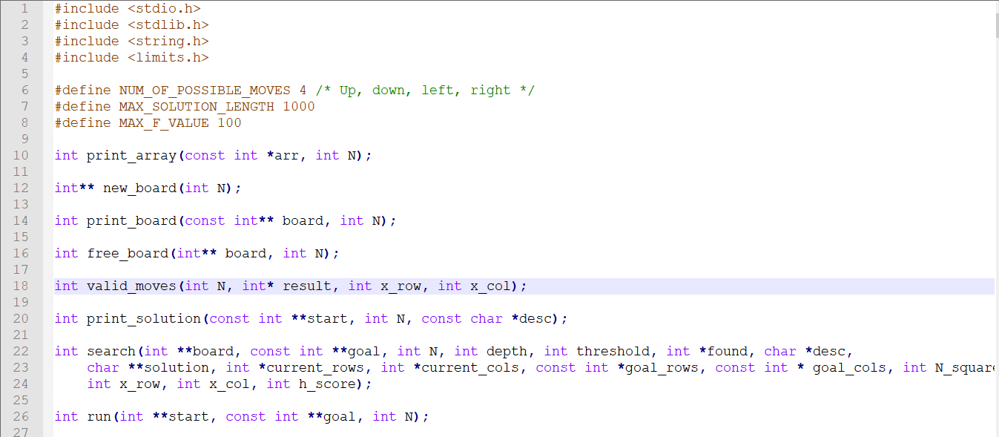 1 #include <stdio.h>
2 #include <stdlib.h>
3 #include <string.h>
4 #include <limits.h>
5
6 #define NUM_OF_POSSIBLE_MOVES 4 /* Up, down, left, right */
7 #define MAX_SOLUTION_LENGTH 1000
8 #define MAX_F_VALUE 100
9
10 int print_array(const int *arr, int N);
11
12 int** new_board(int N);
13
14 int print_board(const int** board, int N);
15
16 int free_board(int** board, int N);
17
18 int valid_moves(int N, int* result, int x_row, int x_col);
19
20 int print_solution(const int **start, int N, const char *desc);
21
22 int search(int **board, const int **goal, int N, int depth, int threshold, int *found, char *desc,
23     char **solution, int *current_rows, int *current_cols, const int *goal_rows, const int * goal_cols, int N_square
24     int x_row, int x_col, int h_score);
25
26 int run(int **start, const int **goal, int N);
27